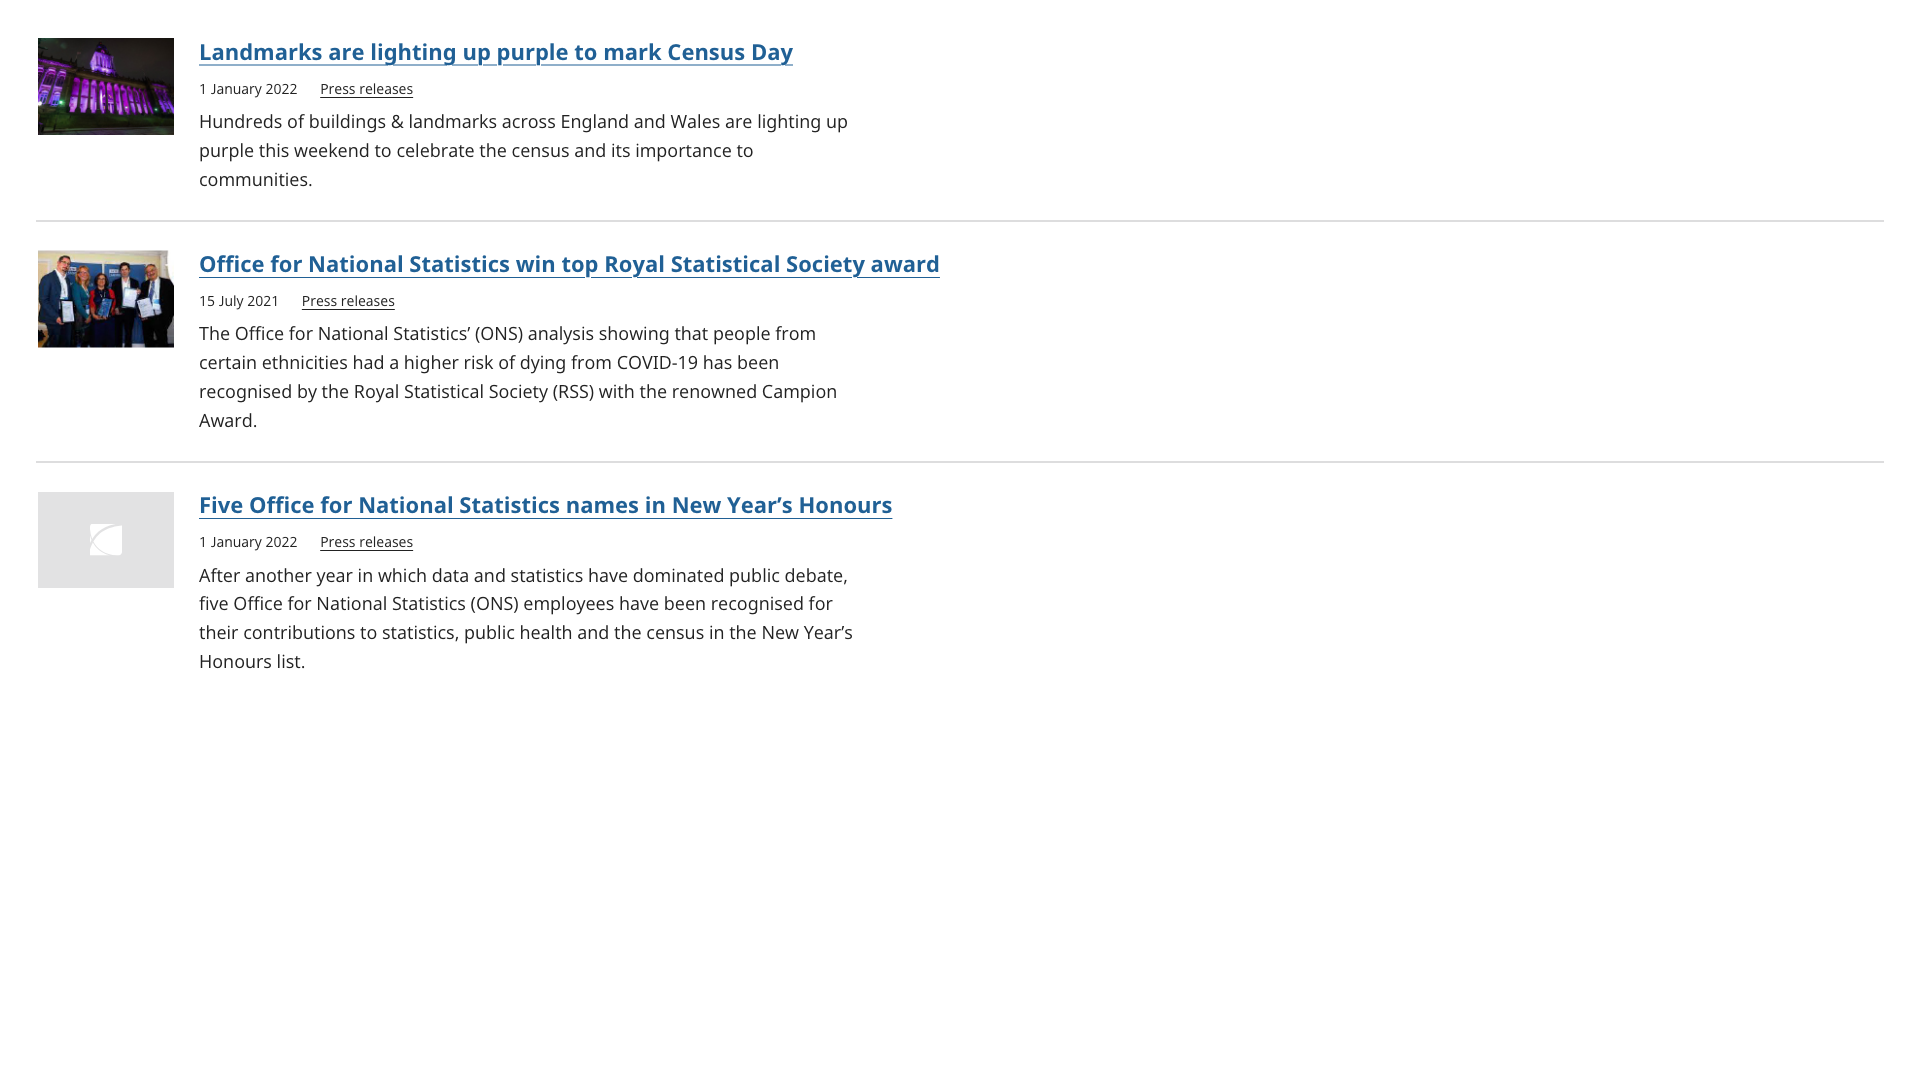 Landmarks are lighting up purple to mark Census Day
1 January 2022 Press releases
Hundreds of buildings & landmarks across England and Wales are lighting up
purple this weekend to celebrate the census and its importance to
communities.
Office for National Statistics win top Royal Statistical Society award
15 July 2021 Press releases
The Office for National Statistics’ (ONS) analysis showing that people from
certain ethnicities had a higher risk of dying from COVID-19 has been
recognised by the Royal Statistical Society (RSS) with the renowned Campion
Award.
Five Office for National Statistics names in New Year’s Honours
1 January 2022 Press releases
After another year in which data and statistics have dominated public debate,
five Office for National Statistics (ONS) employees have been recognised for
their contributions to statistics, public health and the census in the New Year’s
Honours list.